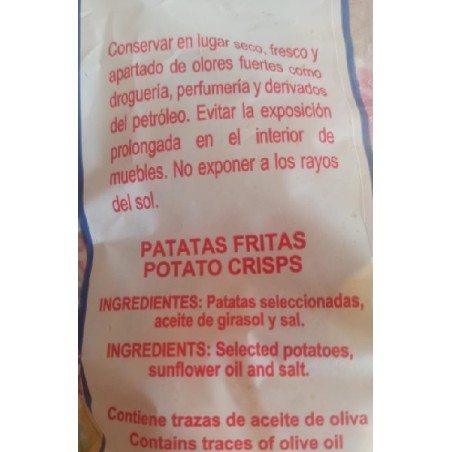 Conservar en lugar seco, fresco y
apartado de olores fuertes como
droguería, perfumería y derivados
del petróleo. Evitar la exposición
prolongada en el interior de
muebles. No exponer a los rayos
del sol.
PATATAS FRITAS
POTATO CRISPS
INGREDIENTES: Patatas seleccionadas,
aceite de girasol y sal.
INGREDIENTS: Selected potatoes,
sunflower oil and salt.
Contiene trazas de aceite de oliva
Contains traces of olive oil